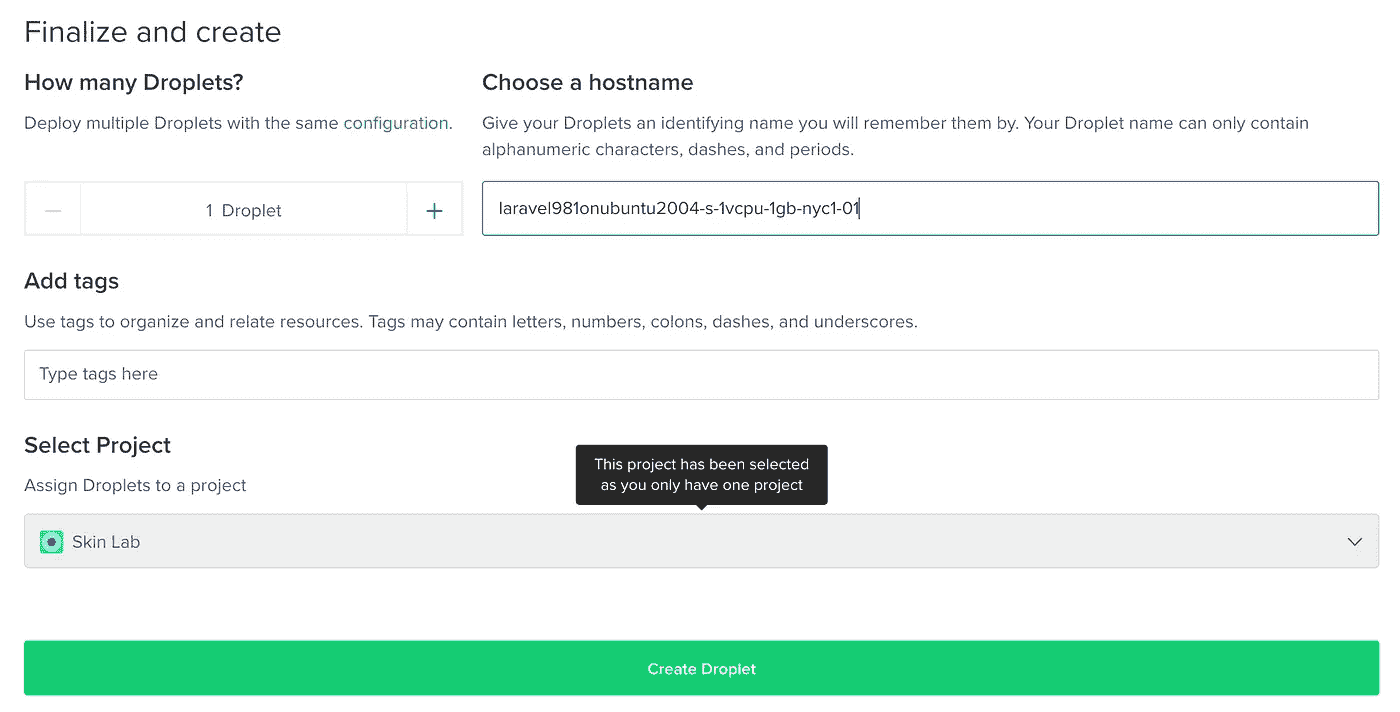 Finalize and create
How many Droplets?
Deploy multiple Droplets with the same configuration.
1 Droplet
Choose a hostname
Give your Droplets an identifying name you will remember them by. Your Droplet name can only contain
alphanumeric characters, dashes, and periods.
laravel981onubuntu2004-s-1vcpu-1gb-nyc1-01
Add tags
Use tags to organize and relate resources. Tags may contain letters, numbers, colons, dashes, and underscores.
Type tags here
Select Project
Assign Droplets to a project
This project has been selected
as you only have one project
Skin Lab
Create Droplet